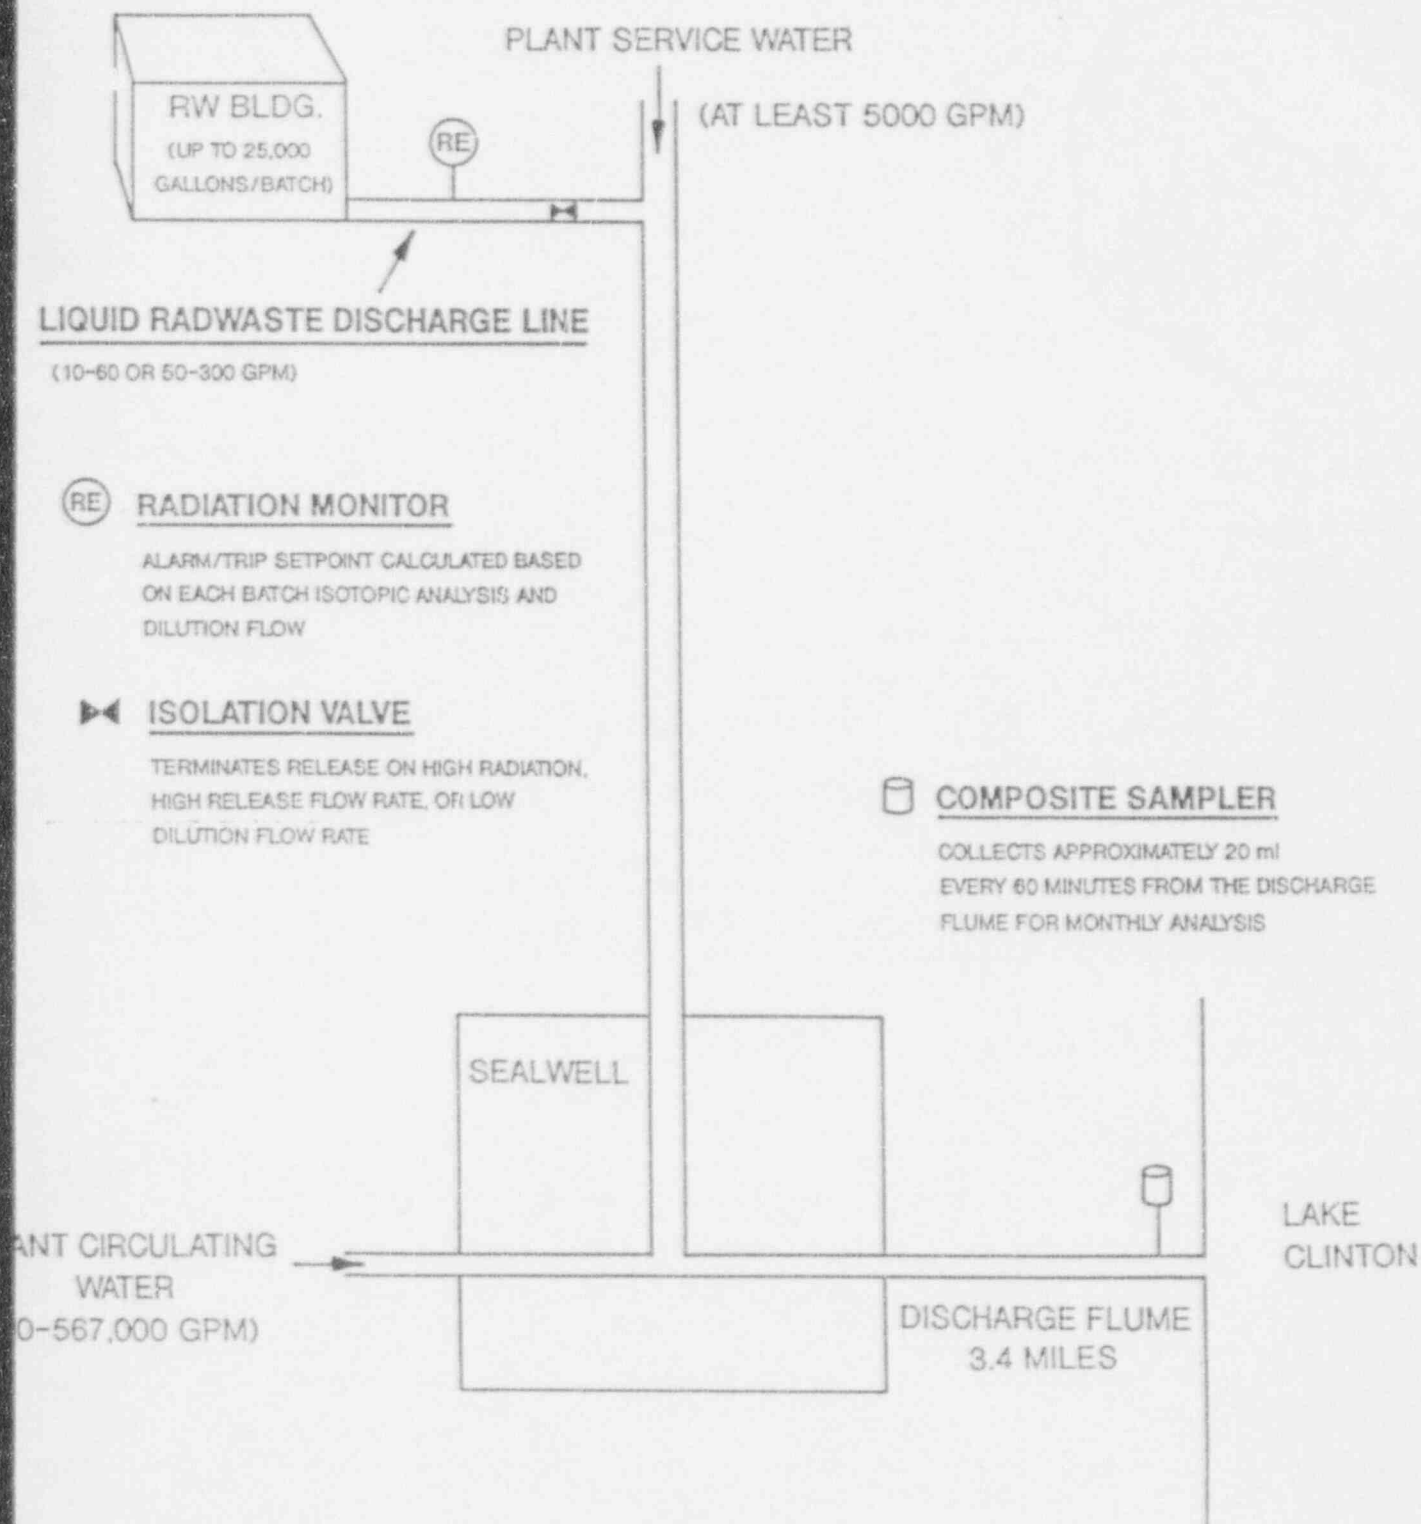 PLANT SERVICE WATER
(AT LEAST 5000 GPM)
RW BLDG.
(UP TO 25,000
GALLONS/BATCH)
RE
LIQUID RADWASTE DISCHARGE LINE
(10-60 OR 50-300 GPM)
RE
RADIATION MONITOR
ALARM/TRIP SETPOINT CALCULATED BASED
ON EACH BATCH ISOTOPIC ANALYSIS AND
DILUTION FLOW
ISOLATION VALVE
TERMINATES RELEASE ON HIGH RADIATION,
HIGH RELEASE FLOW RATE, OR LOW
DILUTION FLOW RATE
COMPOSITE SAMPLER
COLLECTS APPROXIMATELY 20 ml
EVERY 60 MINUTES FROM THE DISCHARGE
FLUME FOR MONTHLY ANALYSIS
SEALWELL
ANT CIRCULATING
WATER
0-567,000 GPM)
LAKE
CLINTON
DISCHARGE FLUME
3.4 MILES